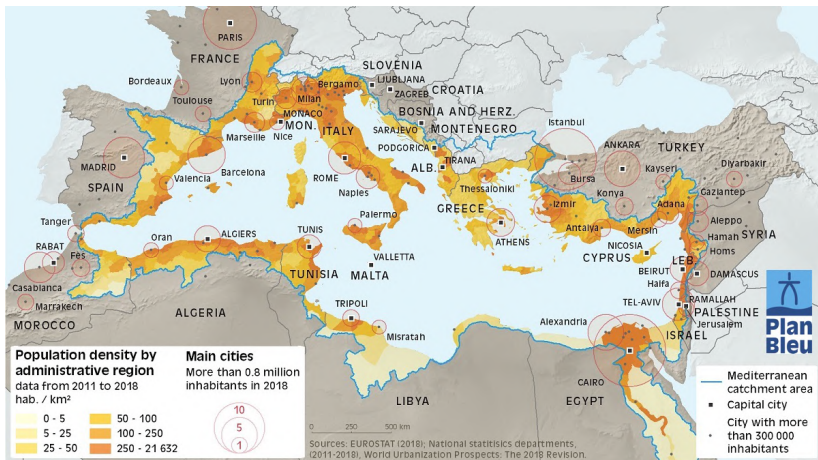 PARIS
FRANCE
SLOVENIA
Bordeaux
Lyon
Bergamo
LJUBLJANA
ZAGREB
CROATIA
Toulouse
Turin
Milan
MONACO
BOSNIA AND HERZ.
MON.
ITALY
SARAJEVO
MONTENEGRO
Istanbul
Marseille
Nice
PODGORICA
ANKARA
TURKEY
MADRID
TIRANA
Bursa
Kayseri
Diyarbakir
SPAIN
Barcelona
ROME
ALB.
Thessaloniki
Konya
Gaziantep
Valencia
Naples
GREECE
Izmir
Adana
Palermo
Antalya
Mersin
Aleppo
Tanger
Oran
ALGIERS
TUNIS
ATHENS
NICOSIA
Hamah
SYRIA
RABAT
Fès
VALLETTA
CYPRUS
LEB.
Homs
MALTA
BEIRUT
DAMASCUS
Casablanca
TUNISIA
Haifa
Marrakech
TRIPOLI
TEL-AVIV
RAMALLAH
ALGERIA
PALESTINE
MOROCCO
Misratah
Alexandria
Jerusalem
ISRAEL
Plan
Bleu
CAIRO
LIBYA
EGYPT
Population density by
administrative region
data from 2011 to 2018
hab. / km²
0 - 5
50 - 100
5 - 25
100 - 250
25 - 50
250 - 21 632
Main cities
More than 0.8 million
inhabitants in 2018
10
5
1
0
250
500 km
Sources: EUROSTAT (2018); National statitsics departments,
(2011-2018), World Urbanization Prospects: The 2018 Revision.
Mediterranean
catchment area
Capital city
City with more
than 300 000
inhabitants